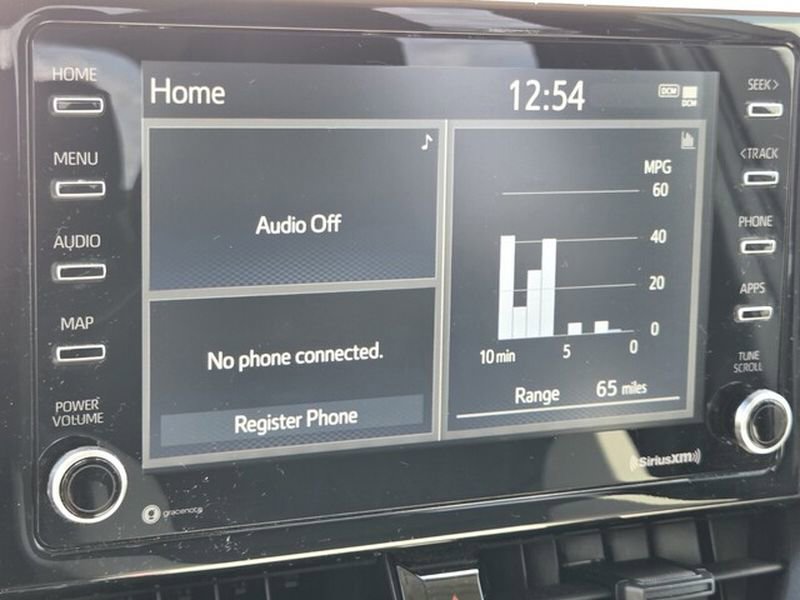 HOME
MENU
AUDIO
MAP
POWER
VOLUME
Home
12:54
DCM
DCM
Audio Off
No phone connected.
Register Phone
MPG
60
40
20
0
10 min 5 0
Range 65 miles
SEEK>
<TRACK
PHONE
APPS
TUNE
SCROLL
gracenote
SiriusXM